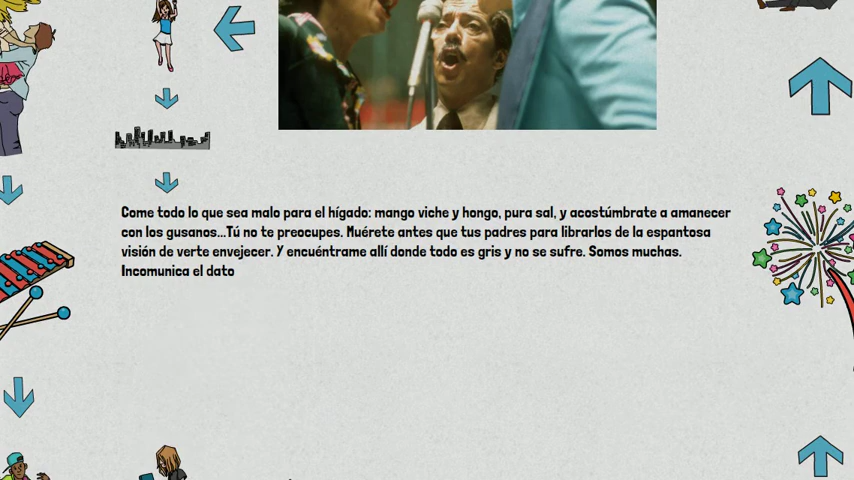 Come todo lo que sea malo para el hígado: mango viche y hongo, pura sal, y acostúmbrate a amanecer
con los gusanos...Tú no te preocupes. Muérete antes que tus padres para librarlos de la espantosa
visión de verte envejecer. Y encuéntrame allí donde todo es gris y no se sufre. Somos muchas.
Incomunica el dato